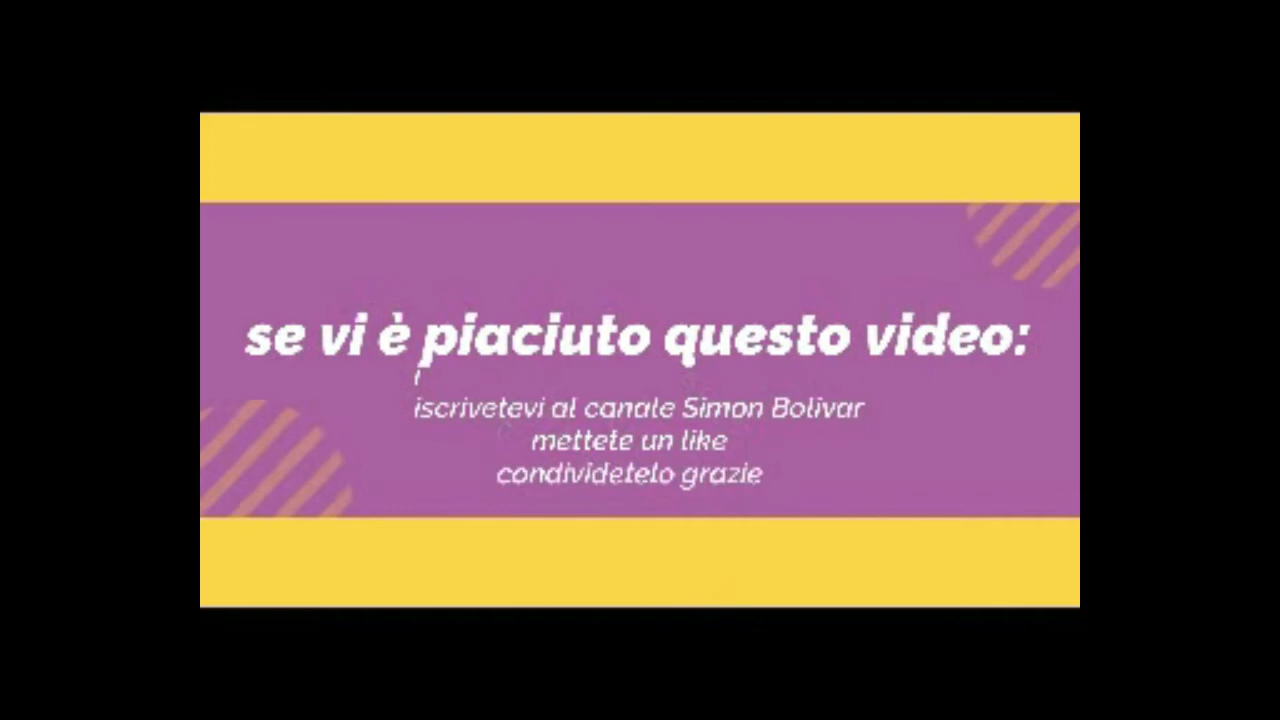 se vi è piaciuto questo video:
iscrivetevi al canale Simon Bolivar
mettete un like
condividetelo grazie